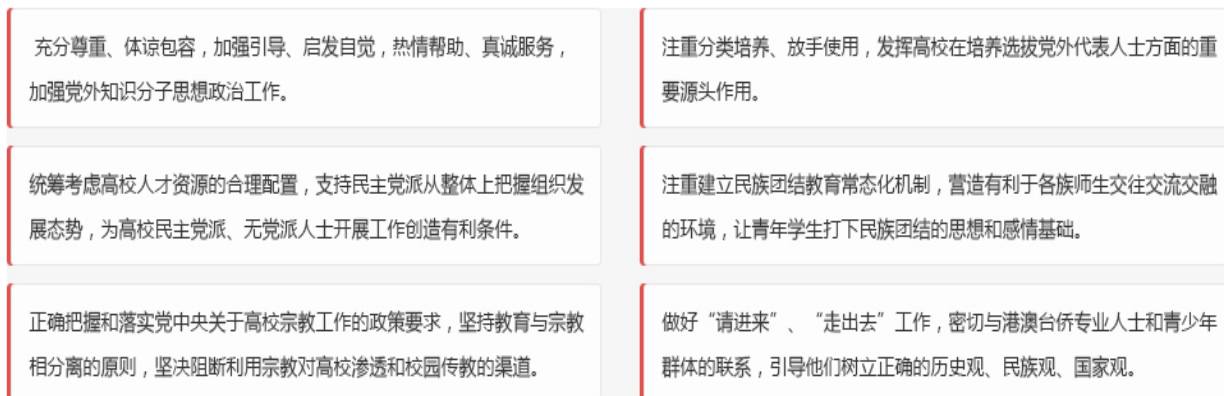 充分尊重、体谅包容，加强引导、启发自觉，热情帮助、真诚服务，
加强党外知识分子思想政治工作。
注重分类培养、放手使用，发挥高校在培养选拔党外代表人士方面的重
要源头作用。
统筹考虑高校人才资源的合理配置，支持民主党派从整体上把握组织发
展态势，为高校民主党派、无党派人士开展工作创造有利条件。
注重建立民族团结教育常态化机制，营造有利于各族师生交往交流交融
的环境，让青年学生打下民族团结的思想和感情基础。
正确把握和落实党中央关于高校宗教工作的政策要求，坚持教育与宗教
相分离的原则，坚决阻断利用宗教对高校渗透和校园传教的渠道。
做好“请进来”、“走出去”工作，密切与港澳台侨专业人士和青少年
群体的联系，引导他们树立正确的历史观、民族观、国家观。